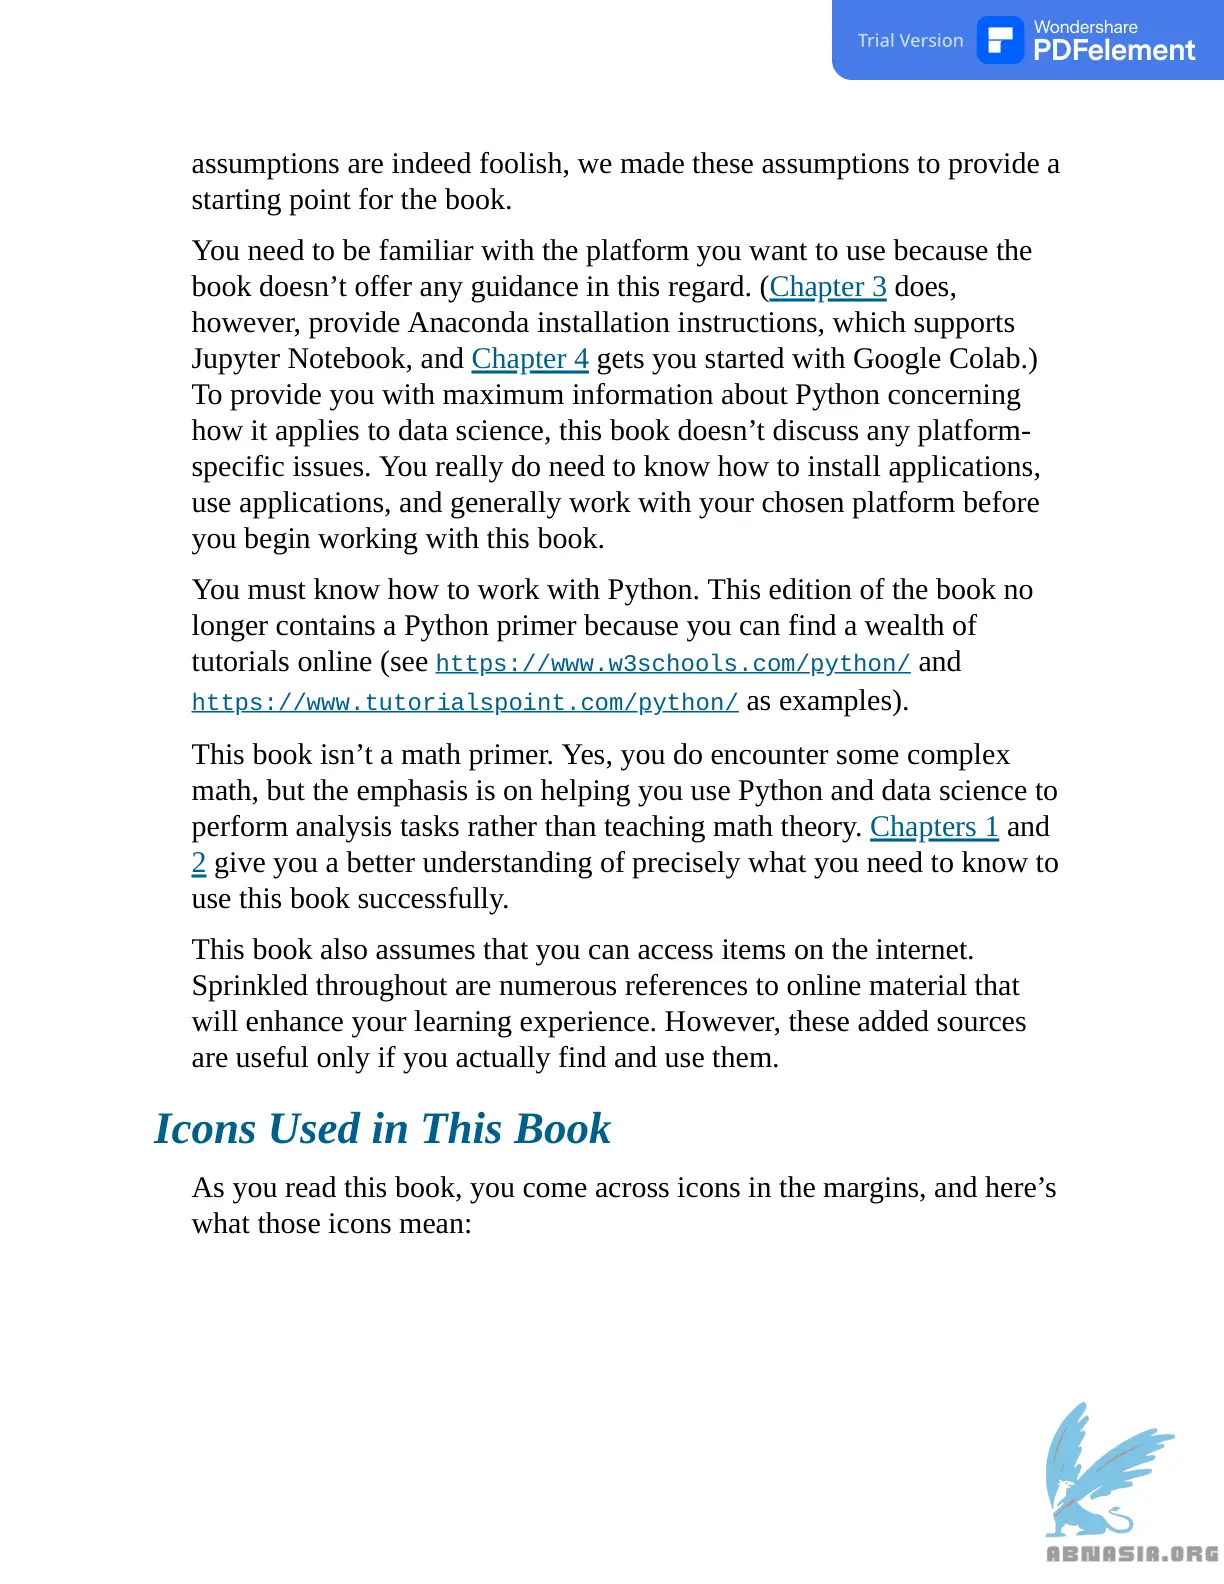 Trial Version
Wondershare
PDFelement
assumptions are indeed foolish, we made these assumptions to provide a
starting point for the book.
You need to be familiar with the platform you want to use because the
book doesn’t offer any guidance in this regard. (Chapter 3 does,
however, provide Anaconda installation instructions, which supports
Jupyter Notebook, and Chapter 4 gets you started with Google Colab.)
To provide you with maximum information about Python concerning
how it applies to data science, this book doesn’t discuss any platform-
specific issues. You really do need to know how to install applications,
use applications, and generally work with your chosen platform before
you begin working with this book.
You must know how to work with Python. This edition of the book no
longer contains a Python primer because you can find a wealth of
tutorials online (see https://www.w3schools.com/python/ and
https://www.tutorialspoint.com/python/ as examples).
This book isn’t a math primer. Yes, you do encounter some complex
math, but the emphasis is on helping you use Python and data science to
perform analysis tasks rather than teaching math theory. Chapters 1 and
2 give you a better understanding of precisely what you need to know to
use this book successfully.
This book also assumes that you can access items on the internet.
Sprinkled throughout are numerous references to online material that
will enhance your learning experience. However, these added sources
are useful only if you actually find and use them.
Icons Used in This Book
As you read this book, you come across icons in the margins, and here’s
what those icons mean:
ABNASIA.ORG